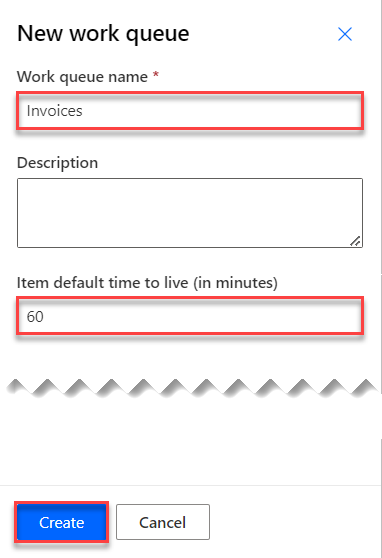 New work queue
Work queue name *
Invoices
Description
Item default time to live (in minutes)
60
Create Cancel